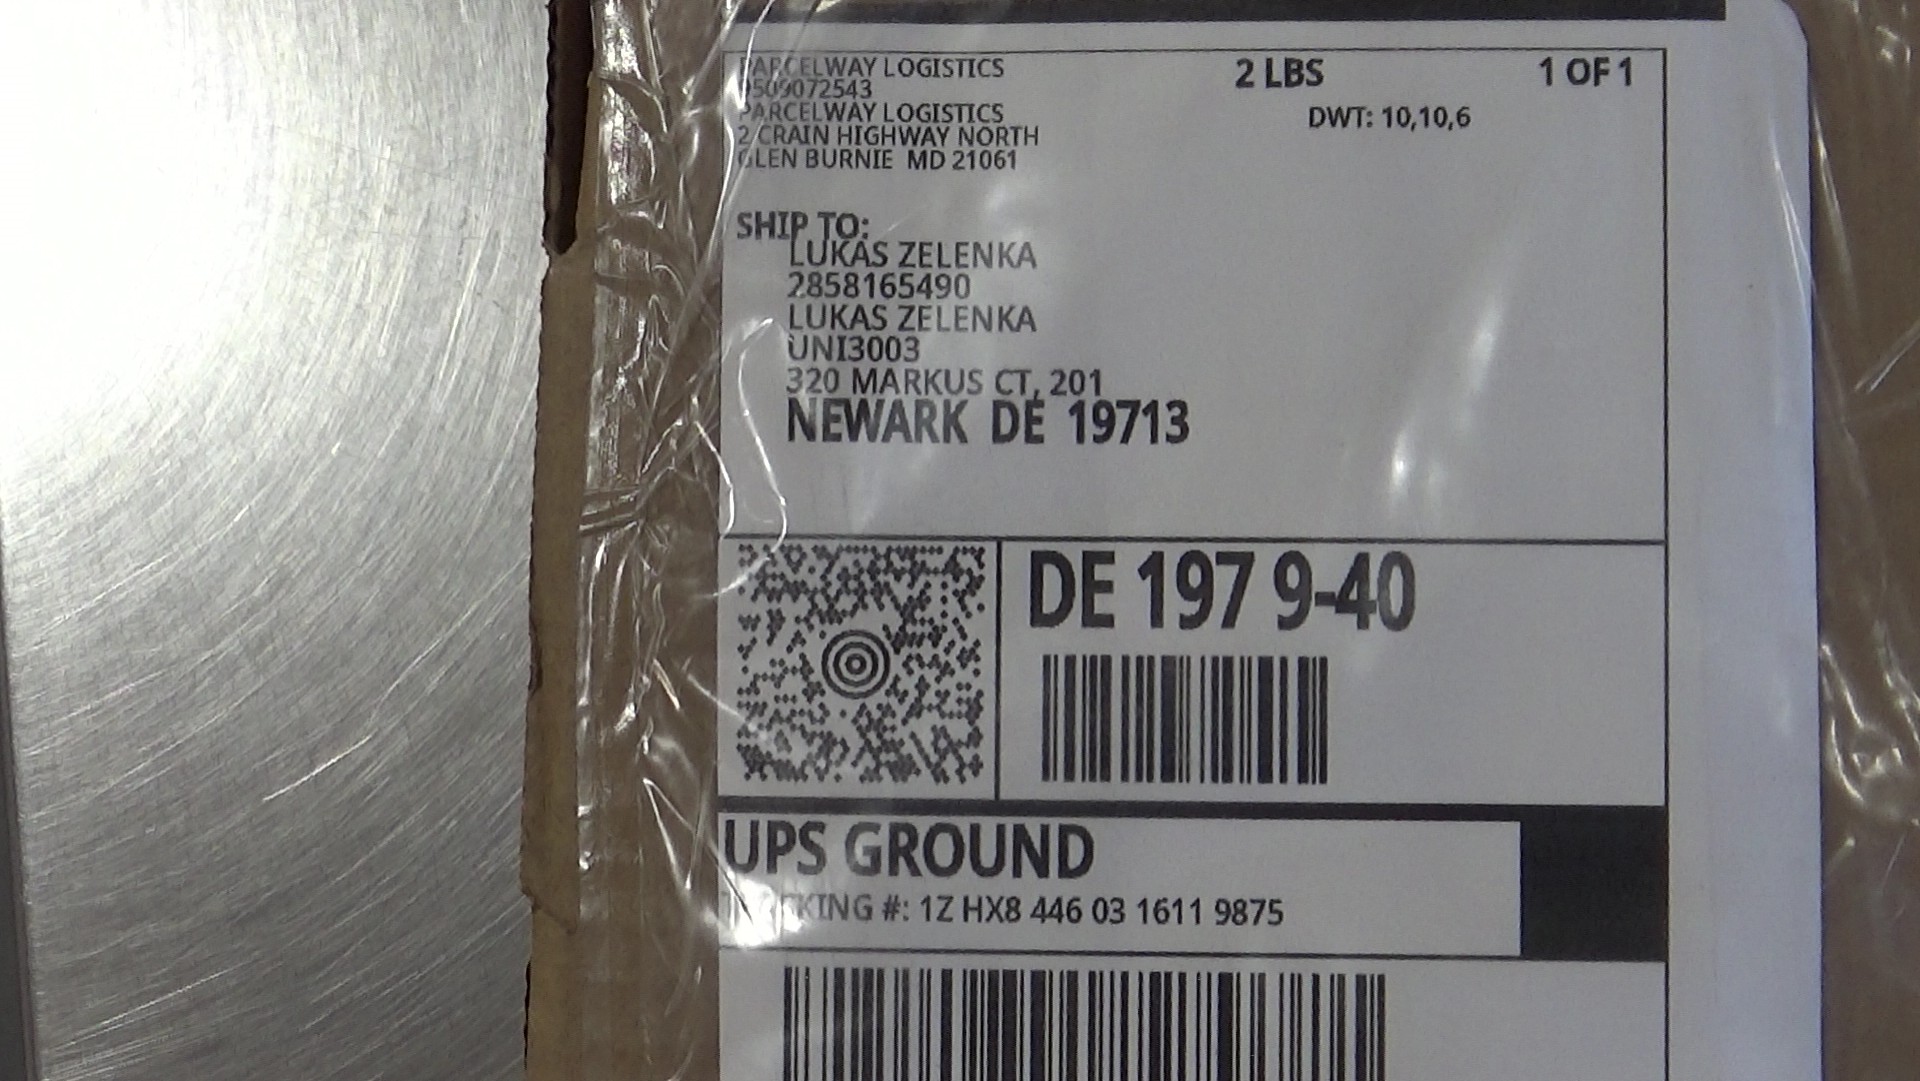 PARCELWAY LOGISTICS
9509072543
PARCELWAY LOGISTICS
2 CRAIN HIGHWAY NORTH
GLEN BURNIE MD 21061
2 LBS
1 OF 1
DWT: 10,10,6
SHIP TO:
LUKAS ZELENKA
2858165490
LUKAS ZELENKA
UNI3003
320 MARKUS CT, 201
NEWARK DE 19713
DE 197 9-40
UPS GROUND
TRACKING #: 1Z HX8 446 03 1611 9875